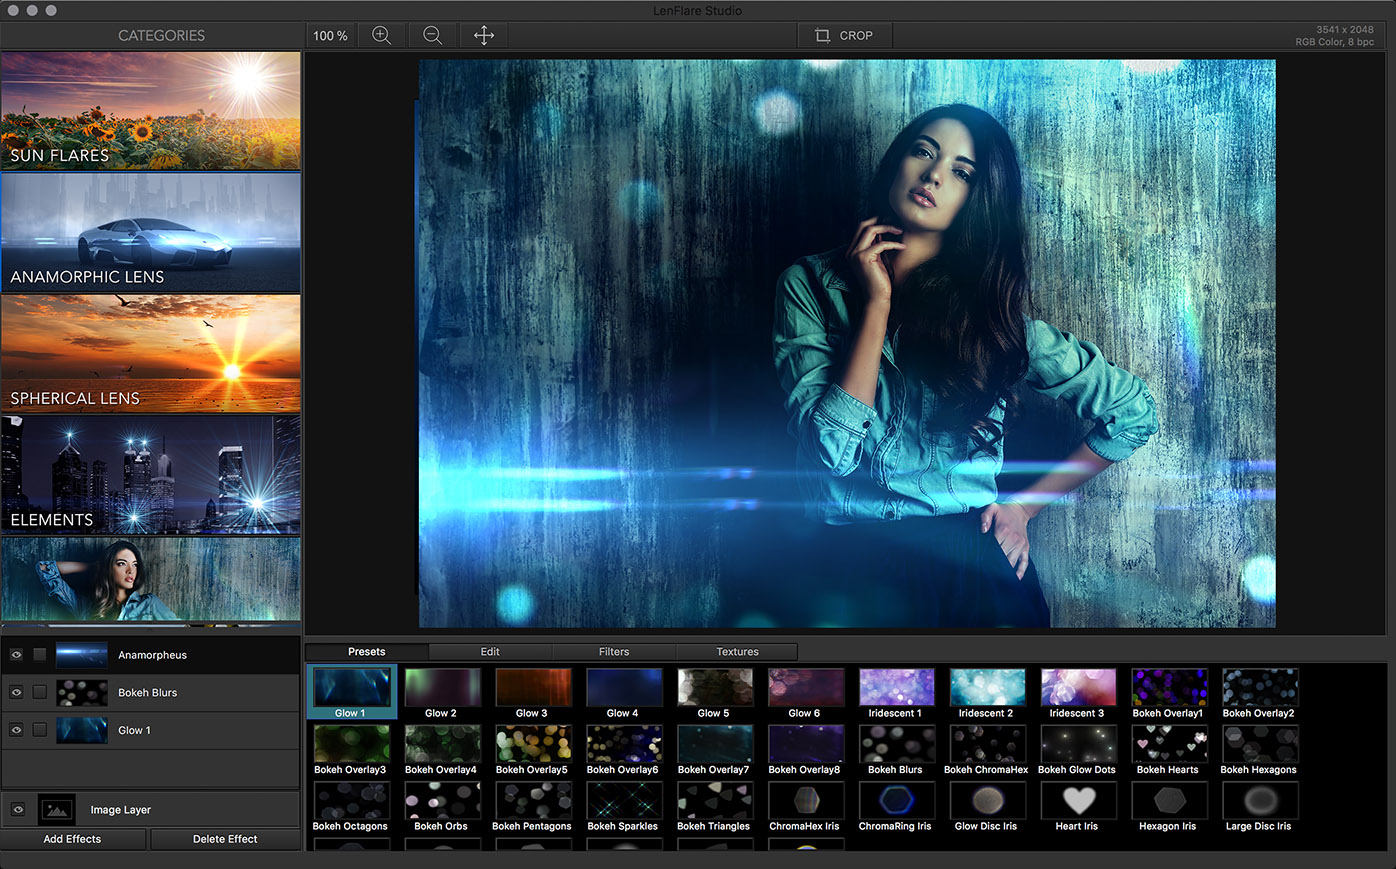 LenFlare Studio
CATEGORIES
100 %
CROP
3541 x 2048
RGB Color, 8 bpc
SUN FLARES
ANAMORPHIC LENS
SPHERICAL LENS
ELEMENTS
Anamorpheus
Bokeh Blurs
Glow 1
Image Layer
Add Effects
Delete Effect
Presets
Edit
Filters
Textures
Glow 1
Glow 2
Glow 3
Glow 4
Glow 5
Glow 6
Iridescent 1
Iridescent 2
Iridescent 3
Bokeh Overlay1
Bokeh Overlay2
Bokeh Overlay3
Bokeh Overlay4
Bokeh Overlay5
Bokeh Overlay6
Bokeh Overlay7
Bokeh Overlay8
Bokeh Blurs
Bokeh ChromaHex
Bokeh Glow Dots
Bokeh Hearts
Bokeh Hexagons
Bokeh Octagons
Bokeh Orbs
Bokeh Pentagons
Bokeh Sparkles
Bokeh Triangles
ChromaHex Iris
ChromaRing Iris
Glow Disc Iris
Heart Iris
Hexagon Iris
Large Disc Iris